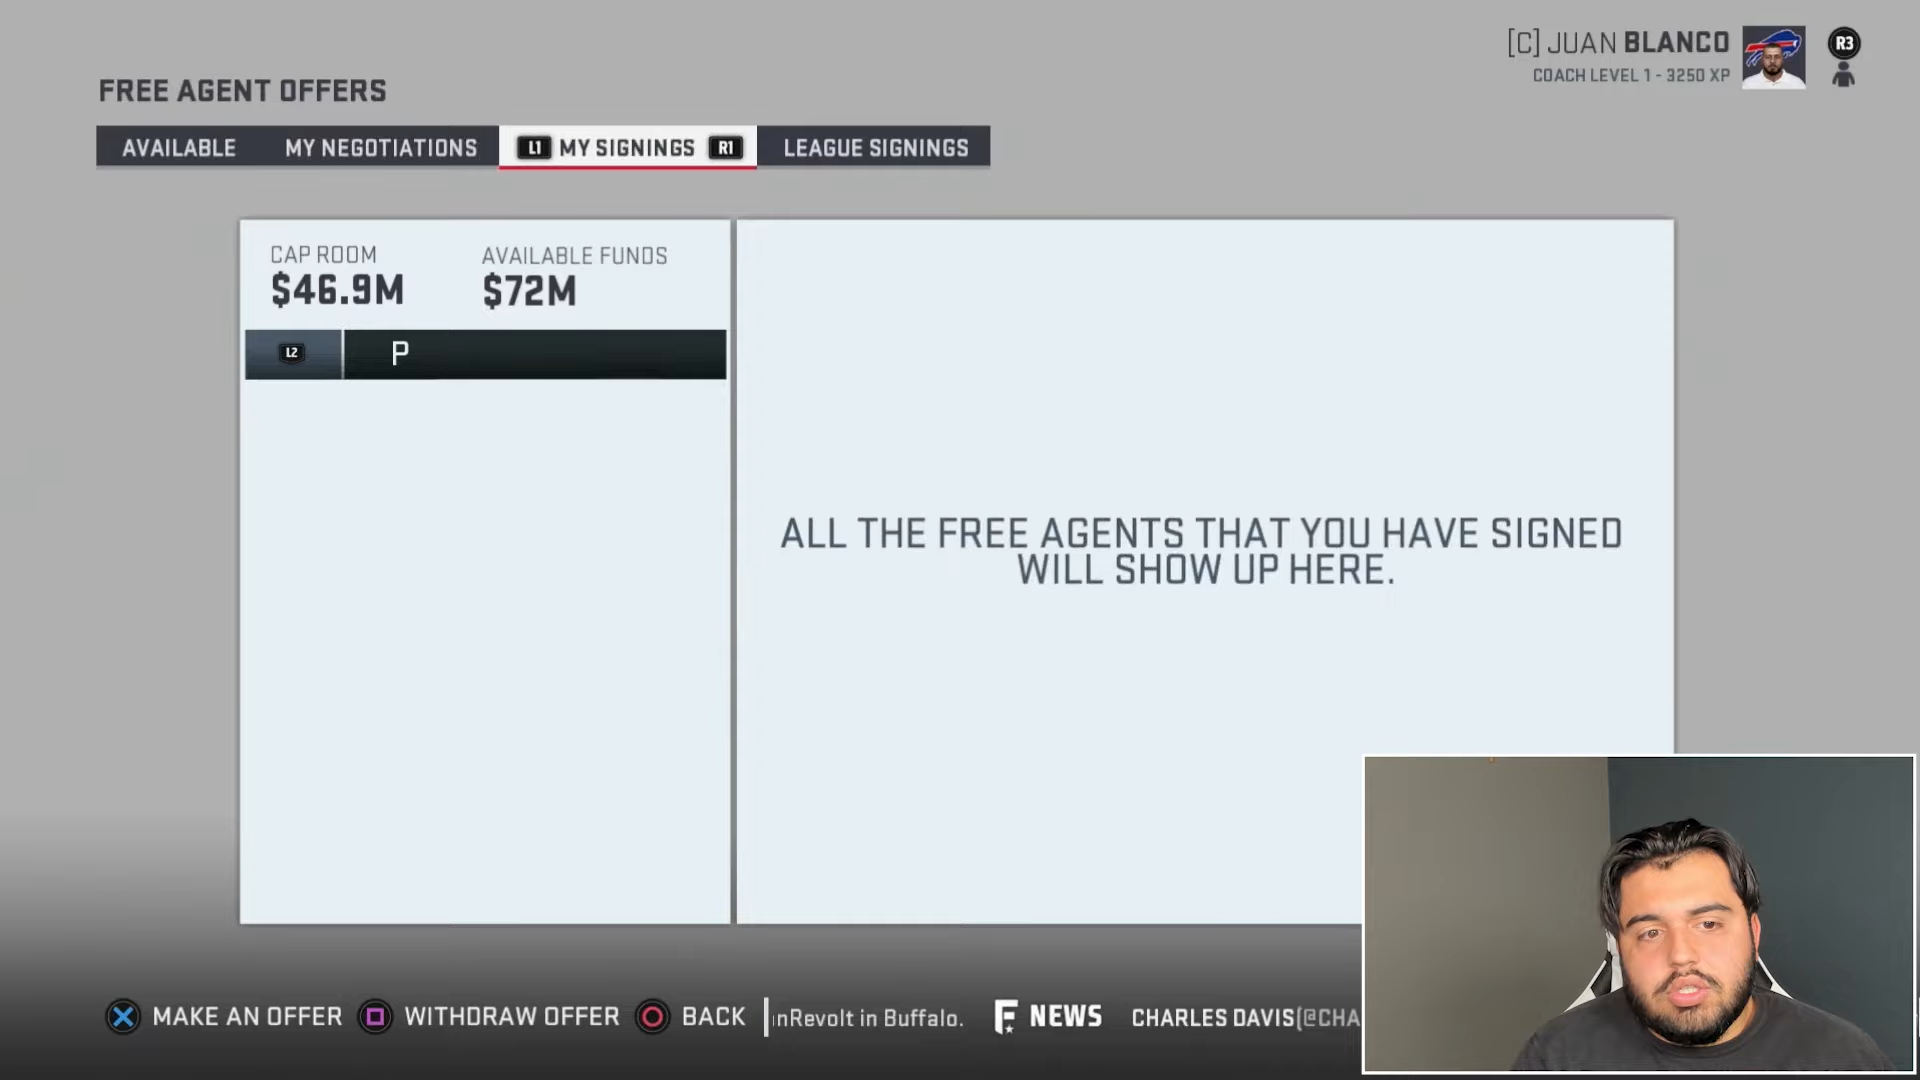 [C] JUAN BLANCO
R3
COACH LEVEL 1 - 3250 XP
FREE AGENT OFFERS
AVAILABLE
MY NEGOTIATIONS
L1 MY SIGNINGS R1
LEAGUE SIGNINGS
CAP ROOM
$46.9M
AVAILABLE FUNDS
$72M
L2 P
ALL THE FREE AGENTS THAT YOU HAVE SIGNED
WILL SHOW UP HERE.
MAKE AN OFFER
WITHDRAW OFFER
BACK
nRevolt in Buffalo.
F NEWS
CHARLES DAVIS(@CHA